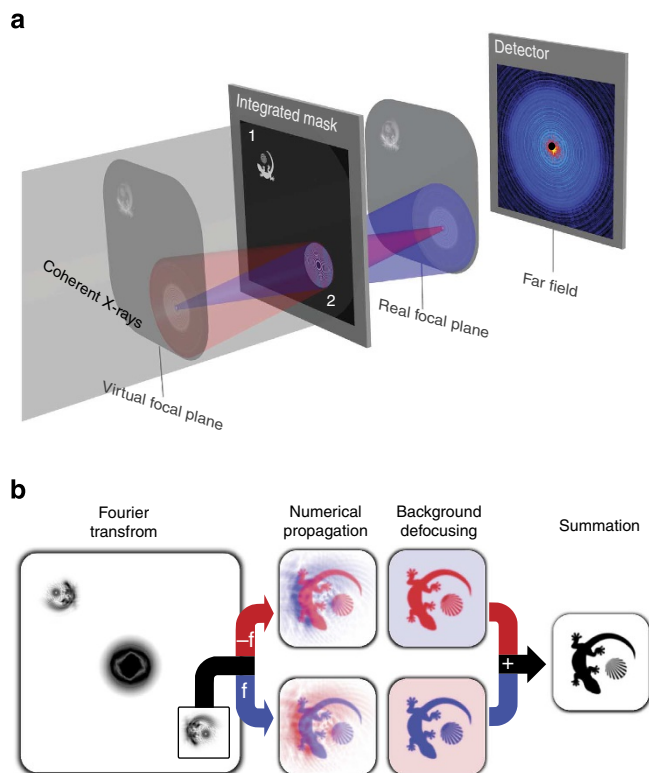 a
Detector
Integrated mask
1
2
Coherent X-rays
Virtual focal plane
Real focal plane
Far field
b
Fourier
transfrom
Numerical
propagation
Background
defocusing
Summation
–f
f
+